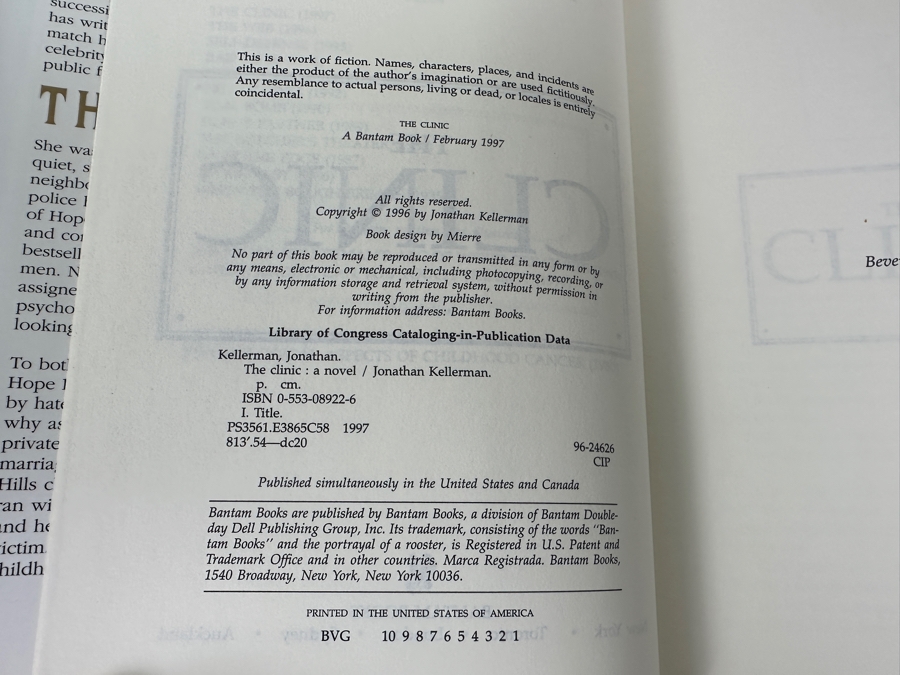 successi
has writ
match h
celebrity
public f
TH
She wa
quiet, s
neighbo
police
of Hop
and co
bestsell
men. N
assigne
psycho
looking
To bot
Hope
by hate
why as
private
marria
Hills c
an wi
and he
ictim
hildh
This is a work of fiction. Names, characters, places, and incidents are
either the product of the author's imagination or are used fictitiously.
Any resemblance to actual persons, living or dead, or locales is entirely
coincidental.
THE CLINIC
A Bantam Book / February 1997
All rights reserved.
Copyright © 1996 by Jonathan Kellerman
Book design by Mierre
No part of this book may be reproduced or transmitted in any form or by
any means, electronic or mechanical, including photocopying, recording, or
by any information storage and retrieval system, without permission in
writing from the publisher.
For information address: Bantam Books.
Library of Congress Cataloging-in-Publication Data
Kellerman, Jonathan.
The clinic : a novel / Jonathan Kellerman.
p. cm.
ISBN 0-553-08922-6
I. Title.
PS3561.E3865C58 1997
813'.54—dc20 96-24626
CIP
Published simultaneously in the United States and Canada
Bantam Books are published by Bantam Books, a division of Bantam Double-
day Dell Publishing Group, Inc. Its trademark, consisting of the words "Ban-
tam Books" and the portrayal of a rooster, is Registered in U.S. Patent and
Trademark Office and in other countries. Marca Registrada. Bantam Books,
1540 Broadway, New York, New York 10036.
PRINTED IN THE UNITED STATES OF AMERICA
BVG 10 9 8 7 6 5 4 3 2 1
CLI
Beve